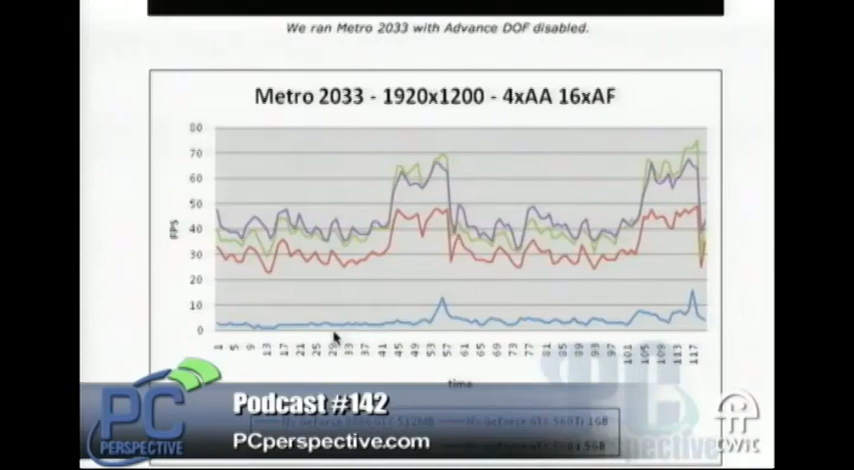 We ran Metro 2033 with Advance DOF disabled.
Metro 2033 - 1920x1200 - 4xAA 16xAF
80
70
60
50
40
30
20
10
0
FPS
1 5 9 13 17 21 25 29 33 37 41 45 49 53 57 61 65 69 73 77 81 85 89 93 97 101 105 109 113 117
time
PC
PERSPECTIVE
Podcast #142
PCperspective.com
TWiT